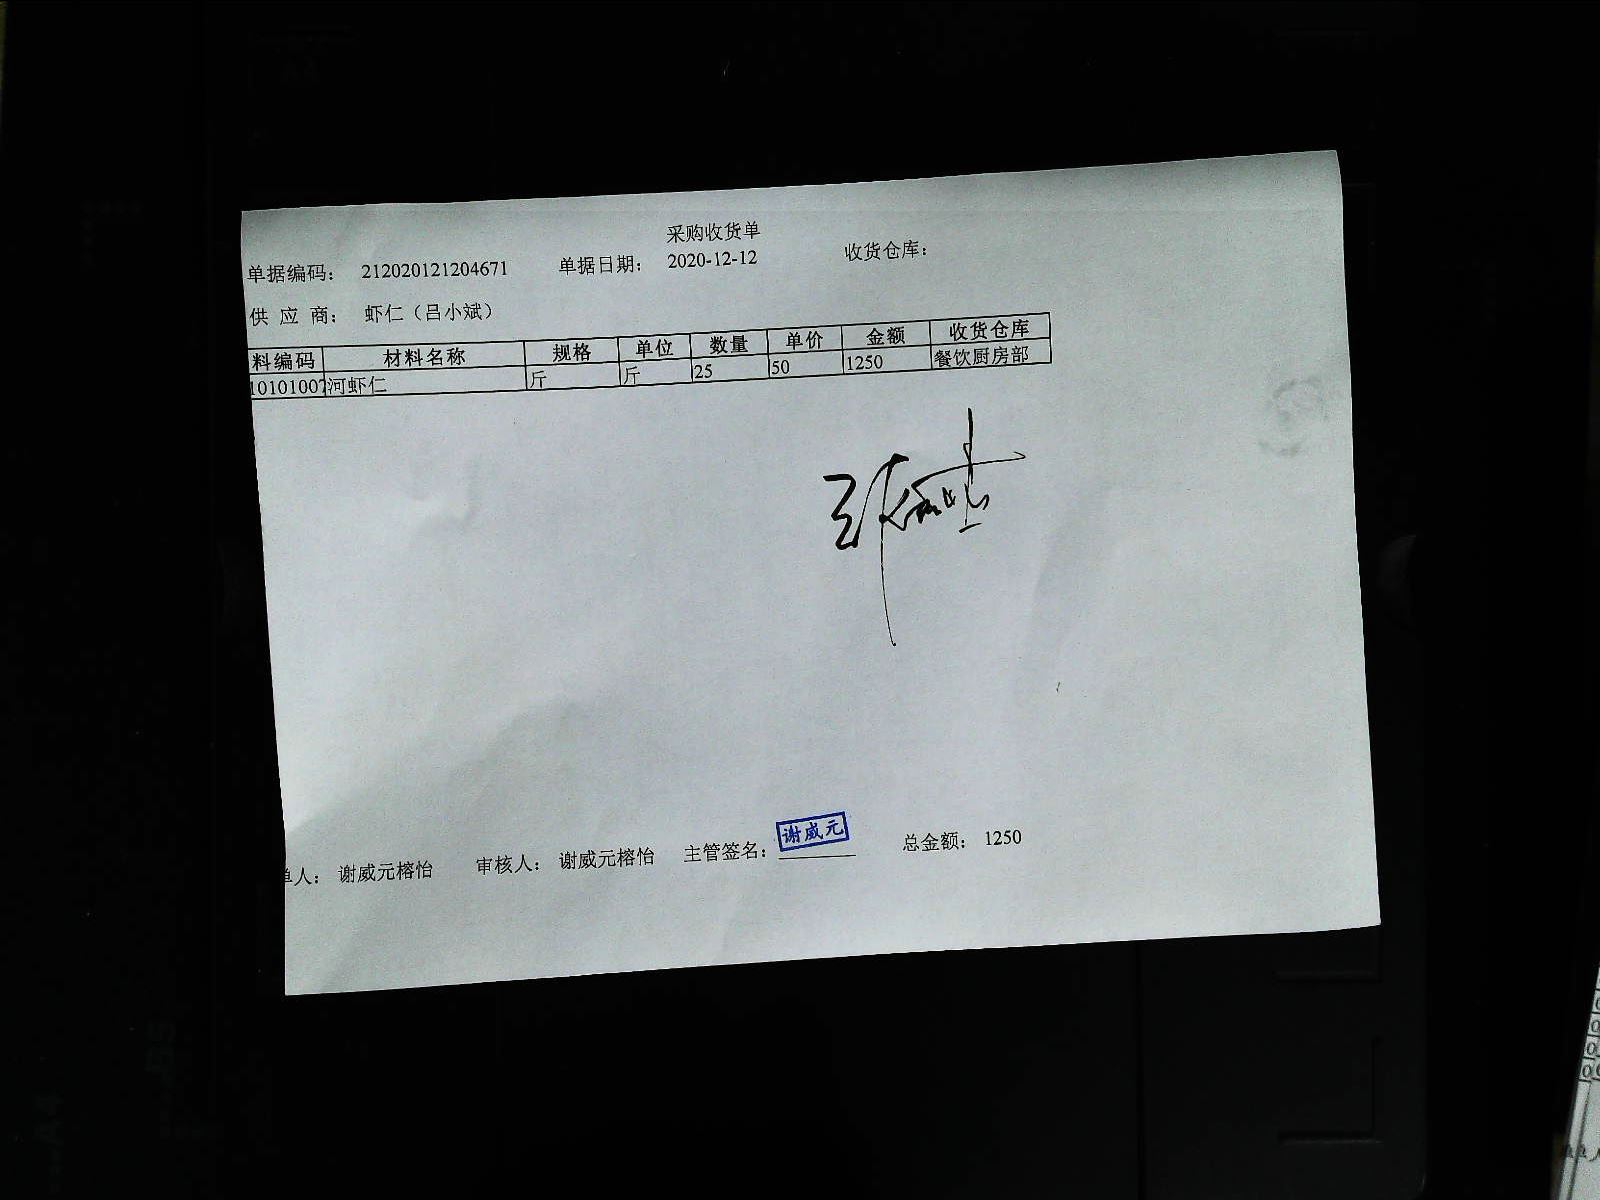 采购收货单
单据编码： 212020121204671 单据日期： 2020-12-12 收货仓库：
供 应 商： 虾仁（吕小斌）
料编码 材料名称 规格 单位 数量 单价 金额 收货仓库
10101007 河虾仁 斤 斤 25 50 1250 餐饮厨房部
单人： 谢威元榕怡 审核人： 谢威元榕怡 主管签名： 谢威元 总金额： 1250